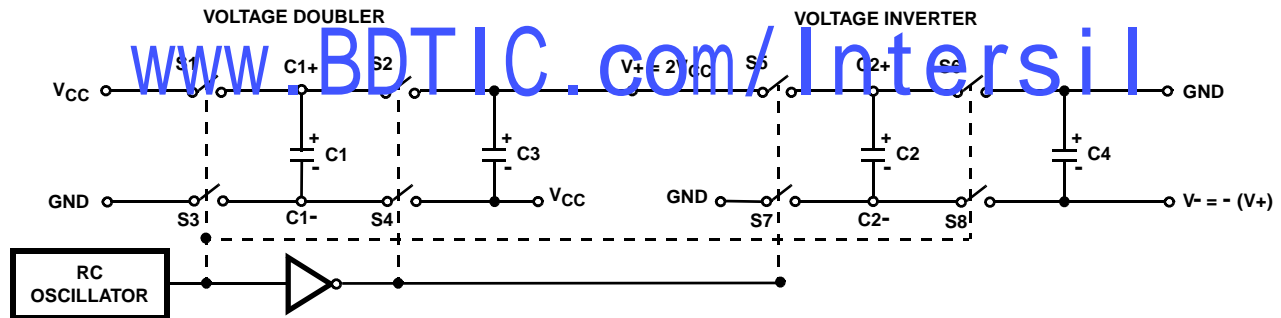 VOLTAGE DOUBLER
VOLTAGE INVERTER
www.BDTIC.com/Intersil
S1
C1+
S2
V+ = 2VCC
S5
C2+
S6
VCC
GND
+
C1
-
+
C3
-
+
C2
-
+
C4
-
GND
S3
C1-
S4
VCC
GND
S7
C2-
S8
V- = - (V+)
RC
OSCILLATOR